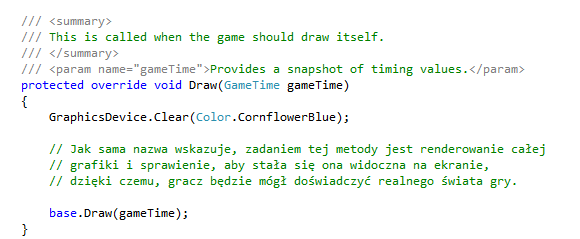 /// <summary>
/// This is called when the game should draw itself.
/// </summary>
/// <param name="gameTime">Provides a snapshot of timing values.</param>
protected override void Draw(GameTime gameTime)
{
    GraphicsDevice.Clear(Color.CornflowerBlue);

    // Jak sama nazwa wskazuje, zadaniem tej metody jest renderowanie całej
    // grafiki i sprawienie, aby stała się ona widoczna na ekranie,
    // dzięki czemu, gracz będzie mógł doświadczyć realnego świata gry.

    base.Draw(gameTime);
}